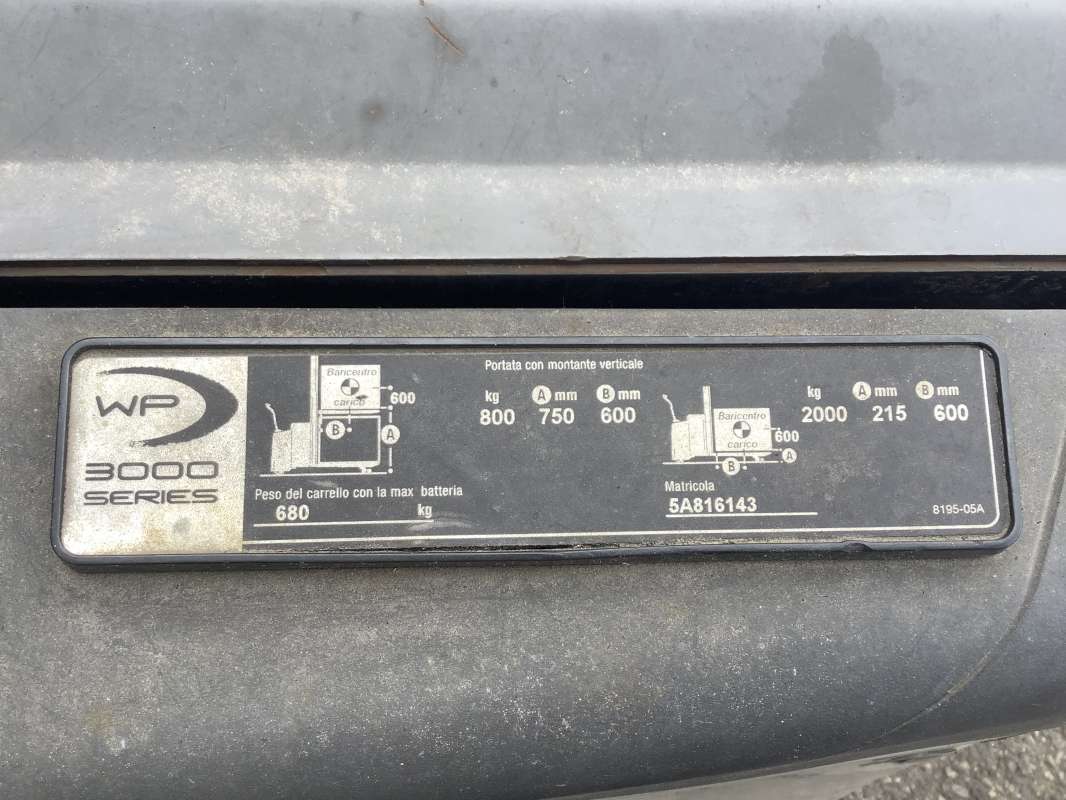 WP
3000
SERIES
Baricentro
carico
600
B
A
Portata con montante verticale
kg A mm B mm
800 750 600
Peso del carrello con la max batteria
680 kg
Baricentro
carico
600
A
B
kg A mm B mm
2000 215 600
Matricola
5A816143
8195-05A